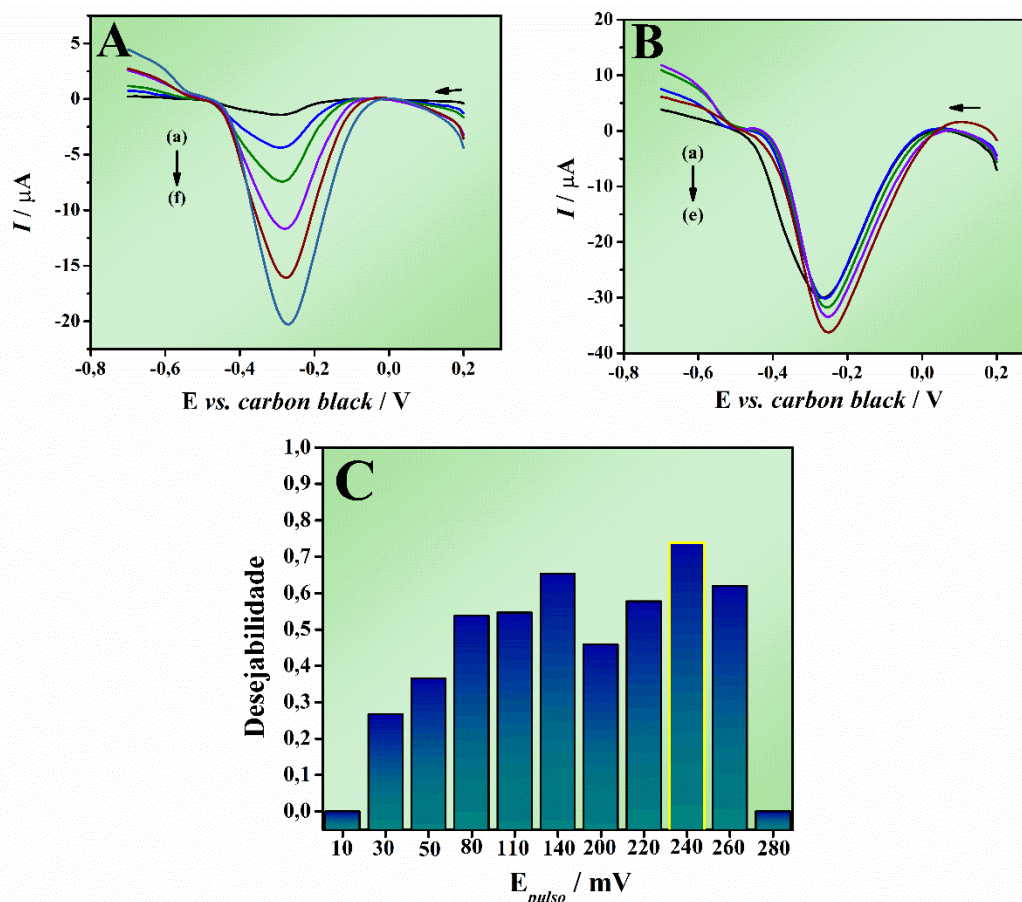 A
5
0
-5
-10
-15
-20
I / µA
(a)
(f)
-0,8
-0,6
-0,4
-0,2
0,0
0,2
E vs. carbon black / V
B
20
10
0
-10
-20
-30
-40
I / µA
(a)
(e)
-0,8
-0,6
-0,4
-0,2
0,0
0,2
E vs. carbon black / V
C
1,0
0,9
0,8
0,7
0,6
0,5
0,4
0,3
0,2
0,1
0,0
Desejabilidade
10 30 50 80 110 140 200 220 240 260 280
E pulso / mV